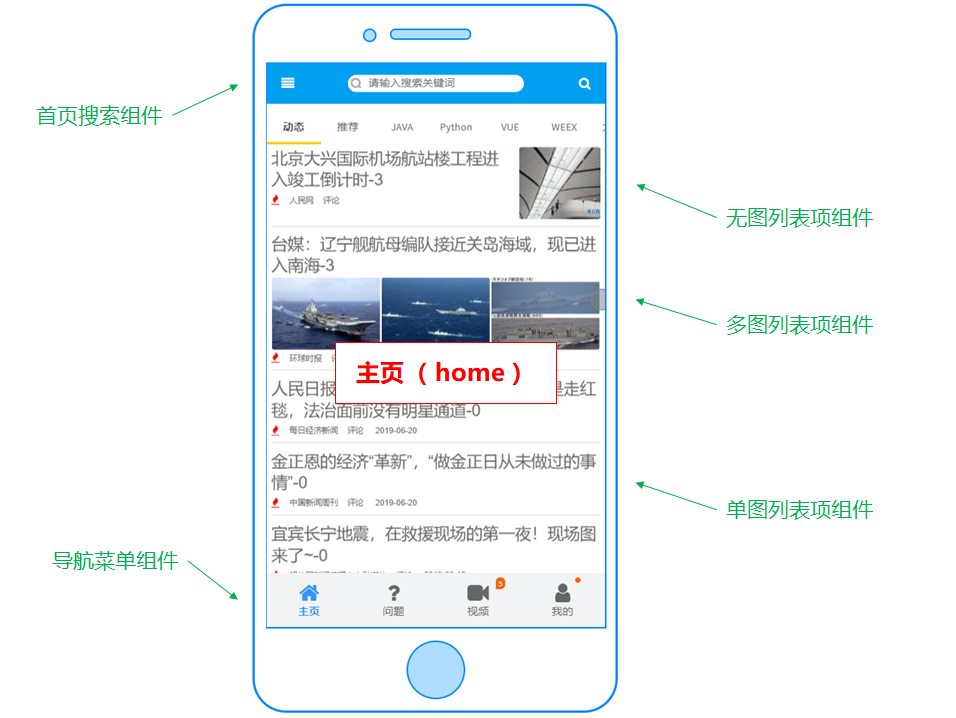 首页搜索组件
请输入搜索关键词
动态 推荐 JAVA Python VUE WEEX
北京大兴国际机场航站楼工程进
入竣工倒计时-3
人民网 评论
无图列表项组件
台媒：辽宁舰航母编队接近关岛海域，现已进
入南海-3
多图列表项组件
环球时报
主页（home）
人民日报
是走红
毯，法治面前没有明星通道-0
每日经济新闻 评论 2019-06-20
金正恩的经济“革新”，“做金正日从未做过的事
情”-0
中国新闻周刊 评论 2019-06-20
单图列表项组件
宜宾长宁地震，在救援现场的第一夜！现场图
来了~-0
导航菜单组件
5
主页 问题 视频 我的